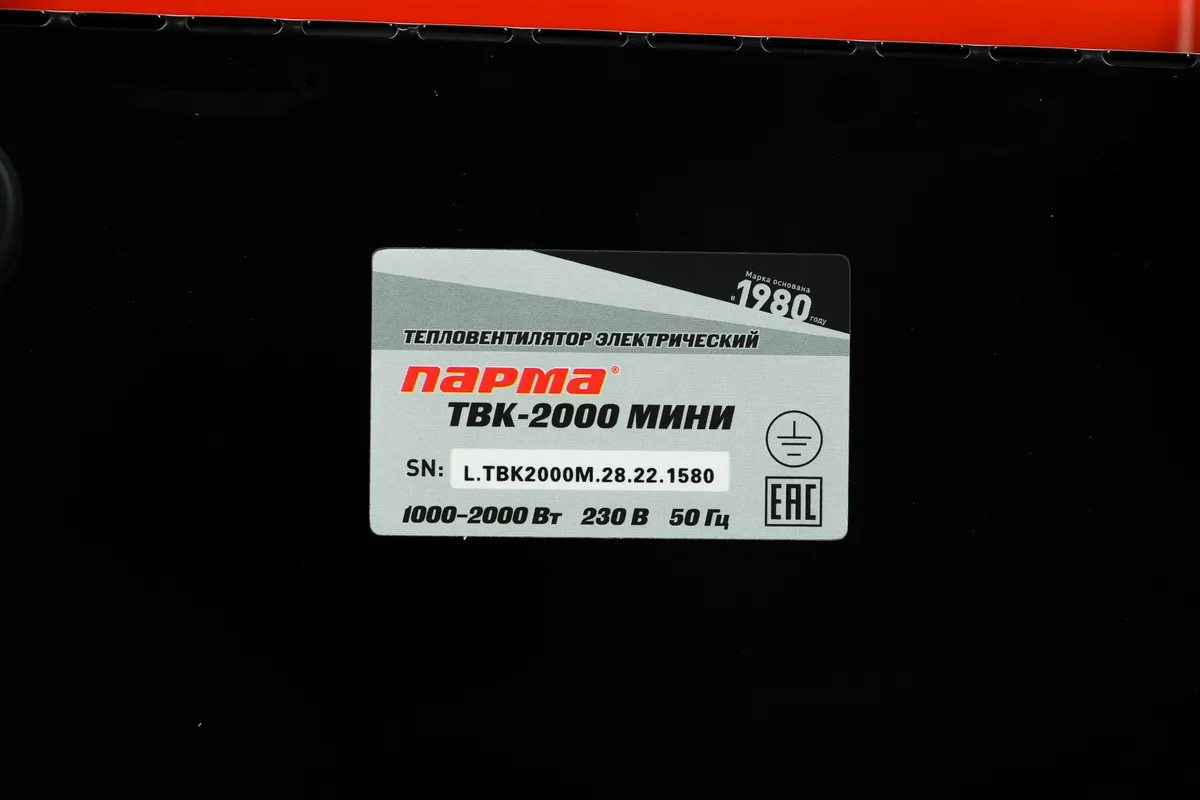 Марка основана
в 1980 году
ТЕПЛОВЕНТИЛЯТОР ЭЛЕКТРИЧЕСКИЙ
ПАРМА®
ТВК-2000 МИНИ
SN: L.TBK2000M.28.22.1580
1000-2000 Вт 230 В 50 Гц
EAC